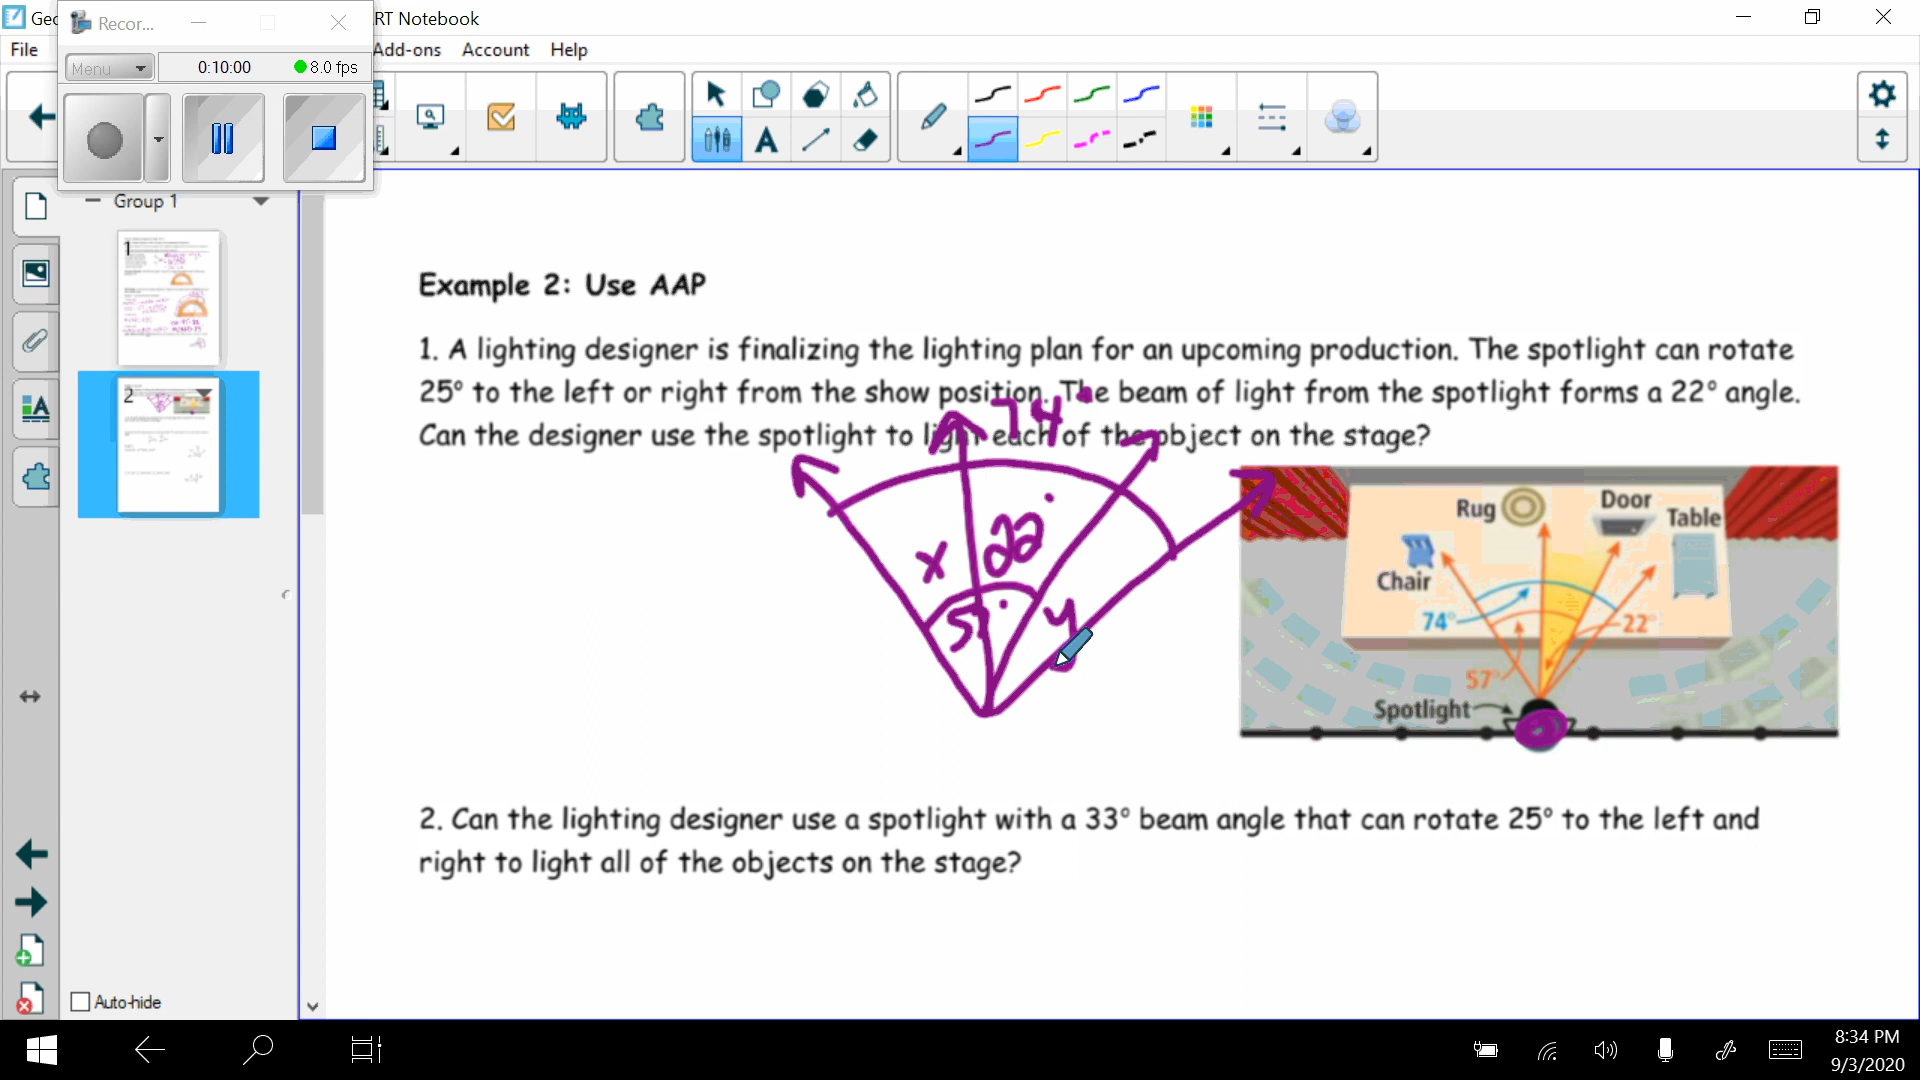 Geo
Recor...
RT Notebook
File
Add-ons
Account
Help
Menu
0:10:00
8.0 fps
Group 1
1
2
Example 2: Use AAP
1. A lighting designer is finalizing the lighting plan for an upcoming production. The spotlight can rotate
25° to the left or right from the show position. The beam of light from the spotlight forms a 22° angle.
Can the designer use the spotlight to light each of the object on the stage?
74°
x
22°
57°
y
Rug
Door
Table
Chair
74°
22°
57°
Spotlight
2. Can the lighting designer use a spotlight with a 33° beam angle that can rotate 25° to the left and
right to light all of the objects on the stage?
Auto-hide
8:34 PM
9/3/2020